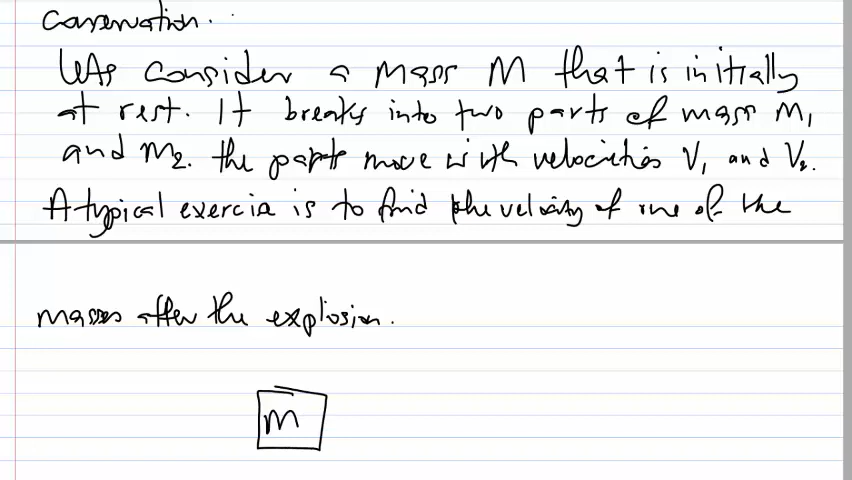 Conservation.
Lets consider a mass M that is initially
at rest. It breaks into two parts of mass M1
and M2. the parts move with velocities V1 and V2.
A typical exercise is to find the velocity of one of the
masses after the explosion.
M